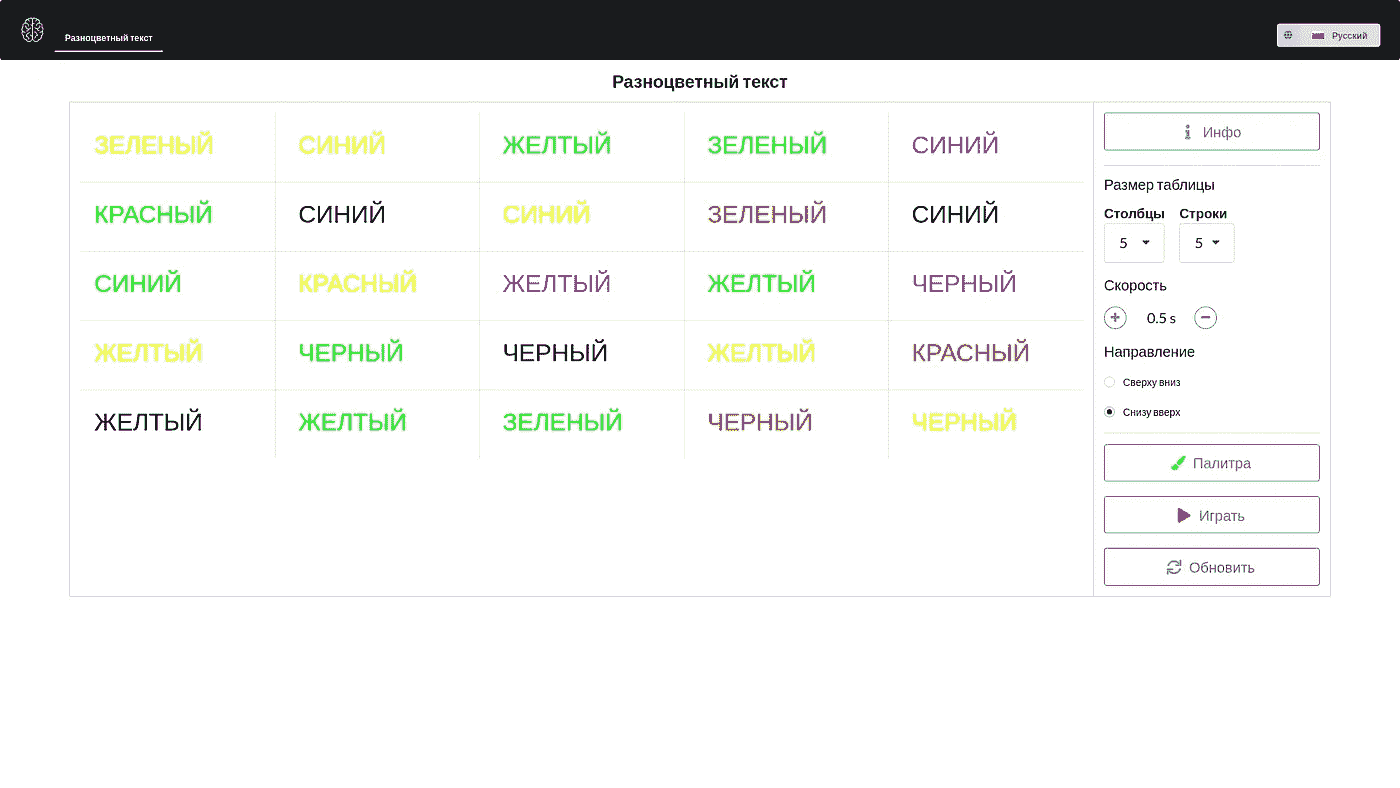 Разноцветный текст
Русский
Разноцветный текст
ЗЕЛЕНЫЙ СИНИЙ ЖЕЛТЫЙ ЗЕЛЕНЫЙ СИНИЙ
КРАСНЫЙ СИНИЙ СИНИЙ ЗЕЛЕНЫЙ СИНИЙ
СИНИЙ КРАСНЫЙ ЖЕЛТЫЙ ЖЕЛТЫЙ ЧЕРНЫЙ
ЖЕЛТЫЙ ЧЕРНЫЙ ЧЕРНЫЙ ЖЕЛТЫЙ КРАСНЫЙ
ЖЕЛТЫЙ ЖЕЛТЫЙ ЗЕЛЕНЫЙ ЧЕРНЫЙ ЧЕРНЫЙ
Инфо
Размер таблицы
Столбцы Строки
5 5
Скорость
0.5 s
Направление
Сверху вниз
Снизу вверх
Палитра
Играть
Обновить